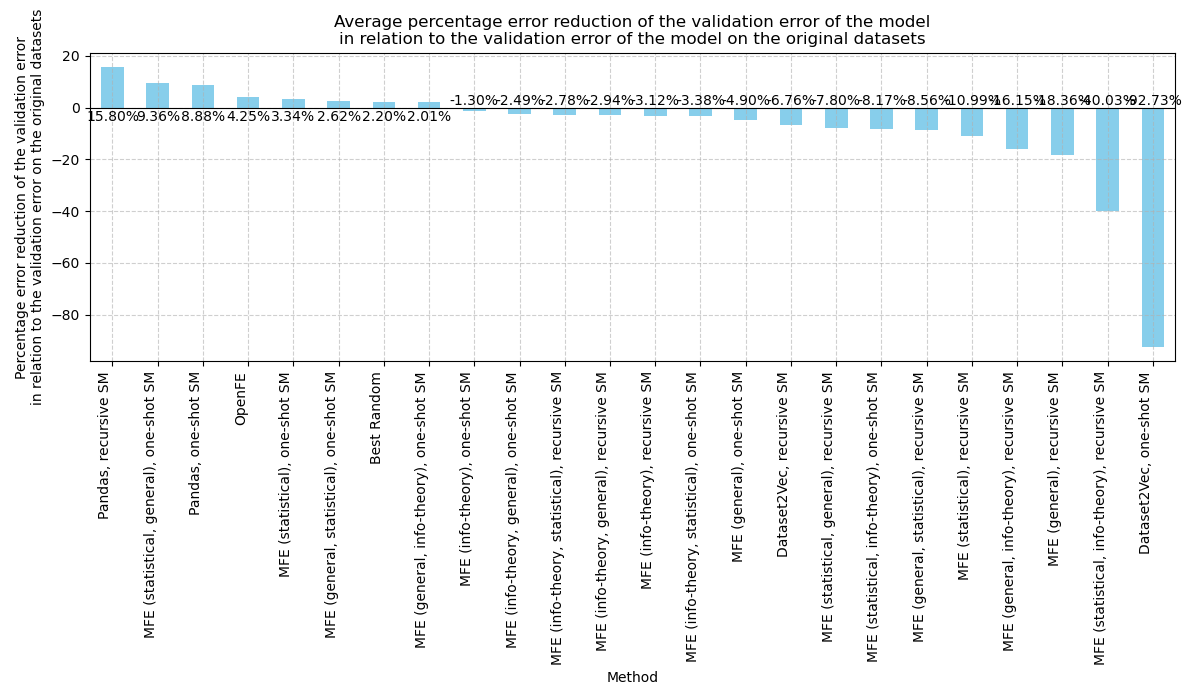 Average percentage error reduction of the validation error of the model
in relation to the validation error of the model on the original datasets
Percentage error reduction of the validation error
in relation to the validation error on the original datasets
20
0
−20
−40
−60
−80
15.80%
9.36%
8.88%
4.25%
3.34%
2.62%
2.20%
2.01%
-1.30%
-2.49%
-2.78%
-2.94%
-3.12%
-3.38%
-4.90%
-6.76%
-7.80%
-8.17%
-8.56%
-10.99%
-16.15%
-18.36%
-40.03%
-92.73%
Pandas, recursive SM
MFE (statistical, general), one-shot SM
Pandas, one-shot SM
OpenFE
MFE (statistical), one-shot SM
MFE (general, statistical), one-shot SM
Best Random
MFE (general, info-theory), one-shot SM
MFE (info-theory), one-shot SM
MFE (info-theory, general), one-shot SM
MFE (info-theory, statistical), recursive SM
MFE (info-theory, general), recursive SM
MFE (info-theory), recursive SM
MFE (info-theory, statistical), one-shot SM
MFE (general), one-shot SM
Dataset2Vec, recursive SM
MFE (statistical, general), recursive SM
MFE (statistical, info-theory), one-shot SM
MFE (general, statistical), recursive SM
MFE (statistical), recursive SM
MFE (general, info-theory), recursive SM
MFE (general), recursive SM
MFE (statistical, info-theory), recursive SM
Dataset2Vec, one-shot SM
Method